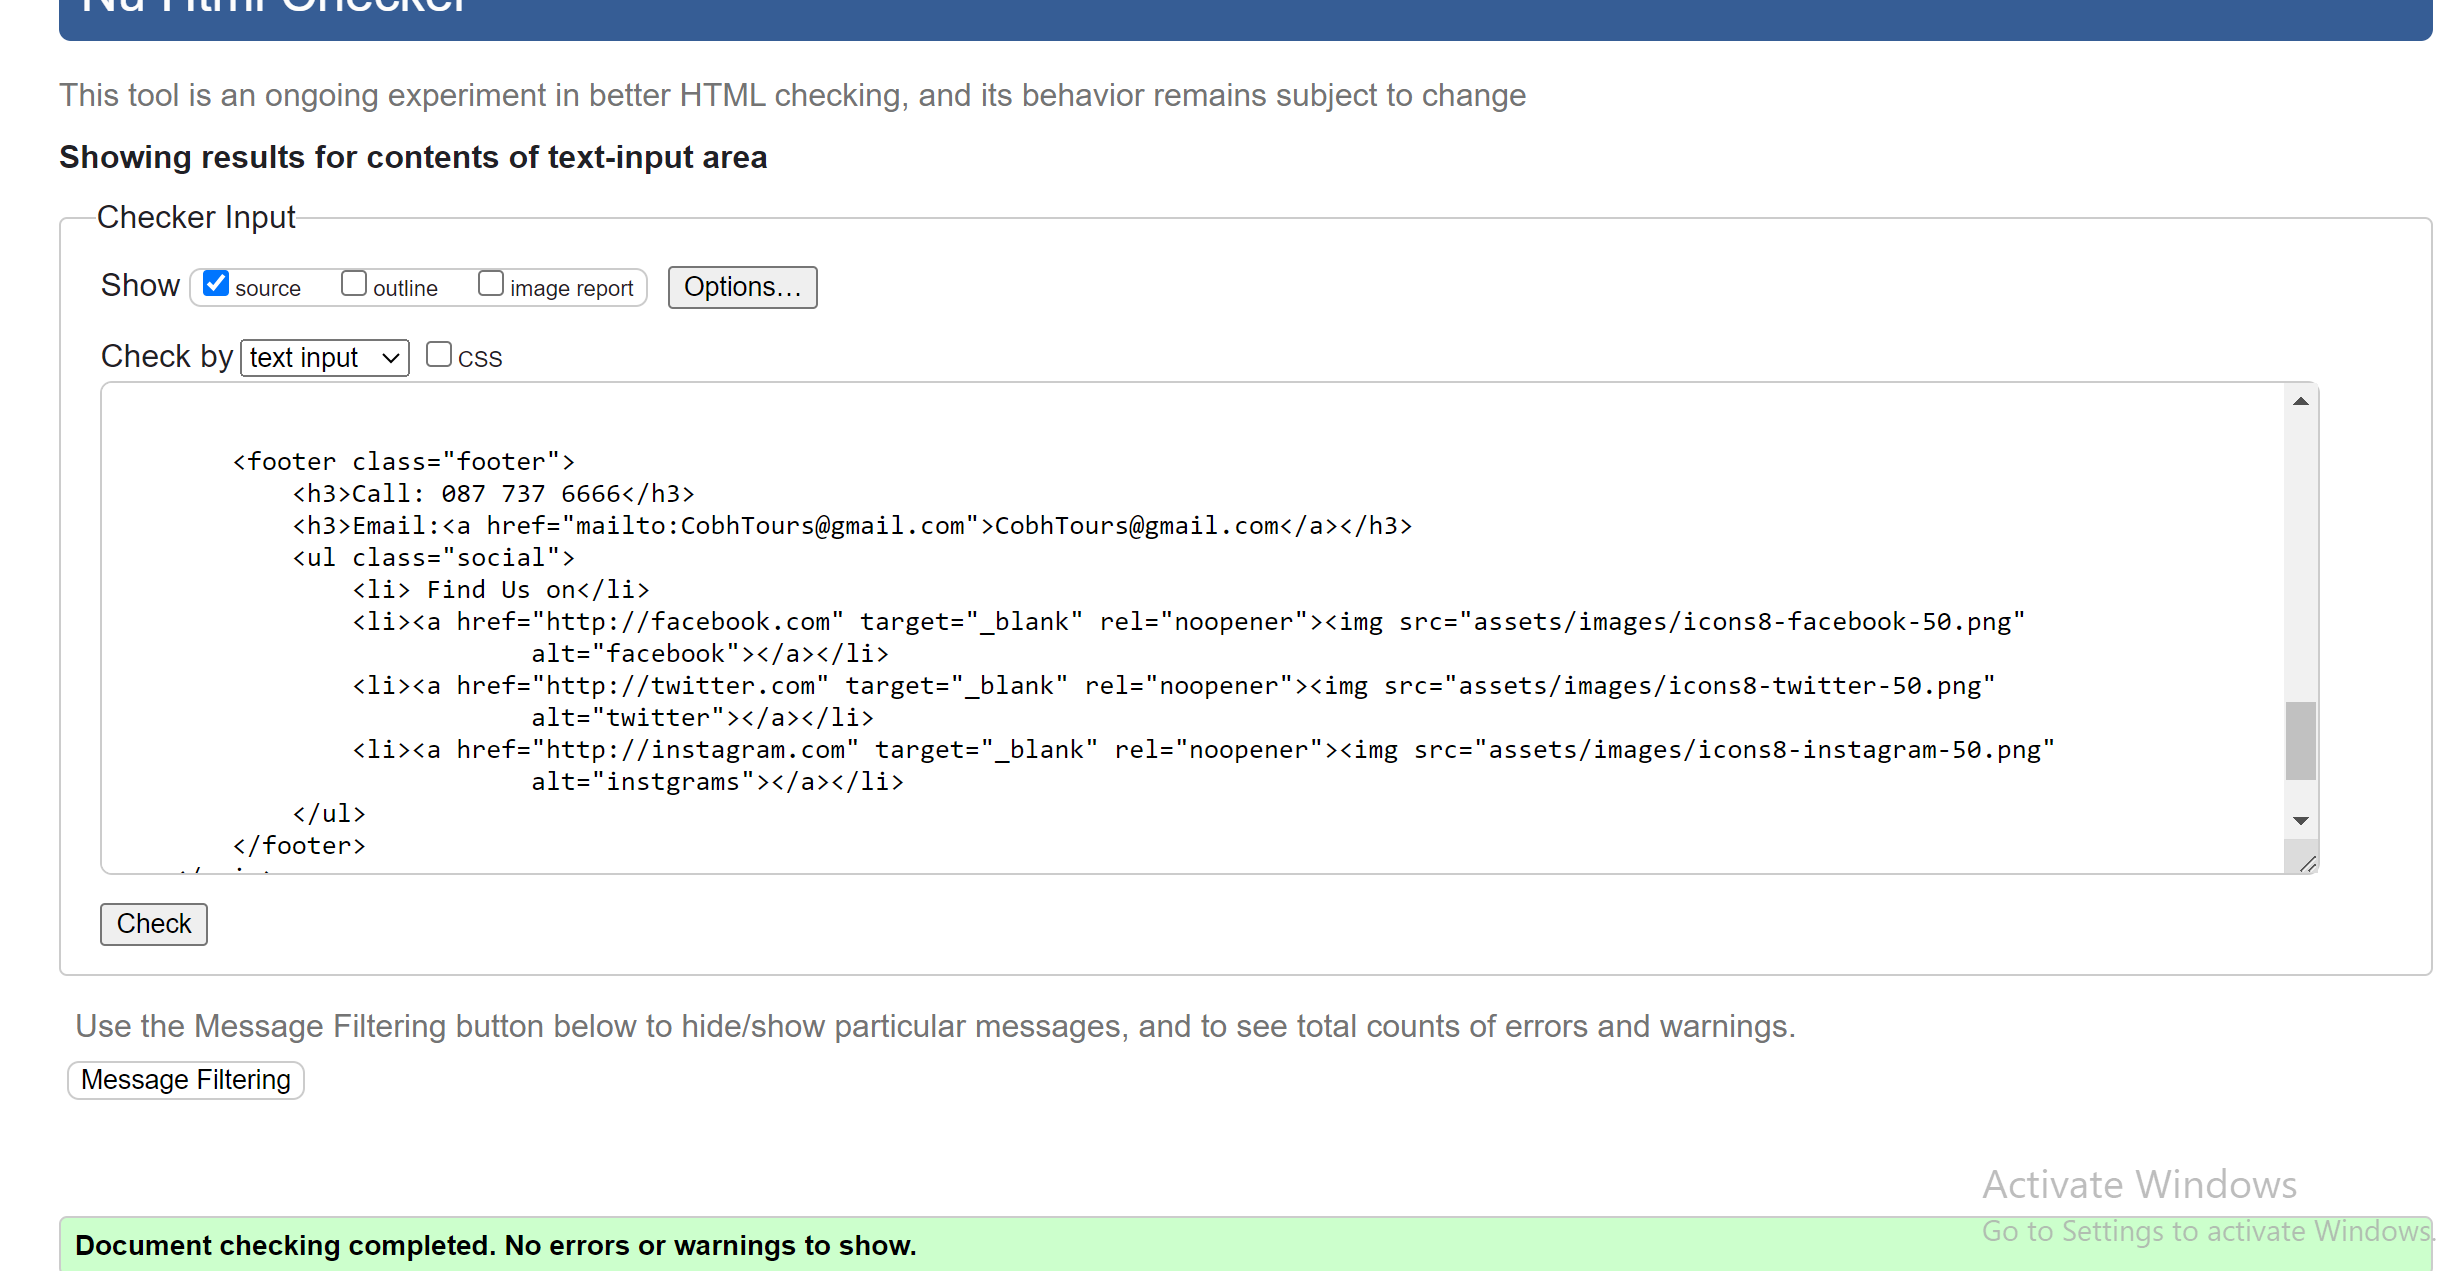 Nu Html Checker
This tool is an ongoing experiment in better HTML checking, and its behavior remains subject to change
Showing results for contents of text-input area
Checker Input
Show source outline image report Options...
Check by text input CSS
<footer class="footer">
<h3>Call: 087 737 6666</h3>
<h3>Email:<a href="mailto:CobhTours@gmail.com">CobhTours@gmail.com</a></h3>
<ul class="social">
<li> Find Us on</li>
<li><a href="http://facebook.com" target="_blank" rel="noopener"><img src="assets/images/icons8-facebook-50.png"
alt="facebook"></a></li>
<li><a href="http://twitter.com" target="_blank" rel="noopener"><img src="assets/images/icons8-twitter-50.png"
alt="twitter"></a></li>
<li><a href="http://instagram.com" target="_blank" rel="noopener"><img src="assets/images/icons8-instagram-50.png"
alt="instgrams"></a></li>
</ul>
</footer>
Check
Use the Message Filtering button below to hide/show particular messages, and to see total counts of errors and warnings.
Message Filtering
Activate Windows
Go to Settings to activate Windows.
Document checking completed. No errors or warnings to show.